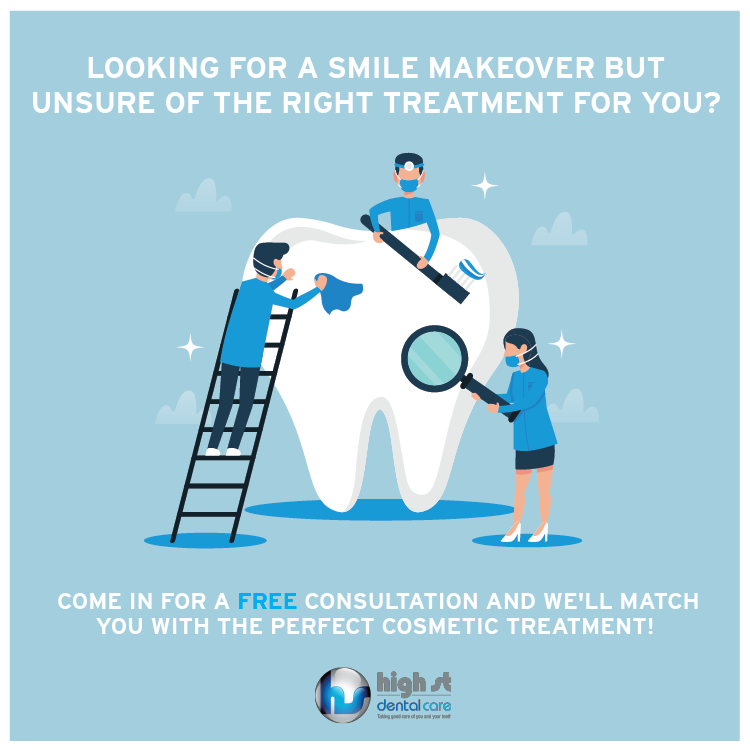 LOOKING FOR A SMILE MAKEOVER BUT
UNSURE OF THE RIGHT TREATMENT FOR YOU?
COME IN FOR A FREE CONSULTATION AND WE'LL MATCH
YOU WITH THE PERFECT COSMETIC TREATMENT!
hs
high st
dental care
Taking good care of you and your teeth